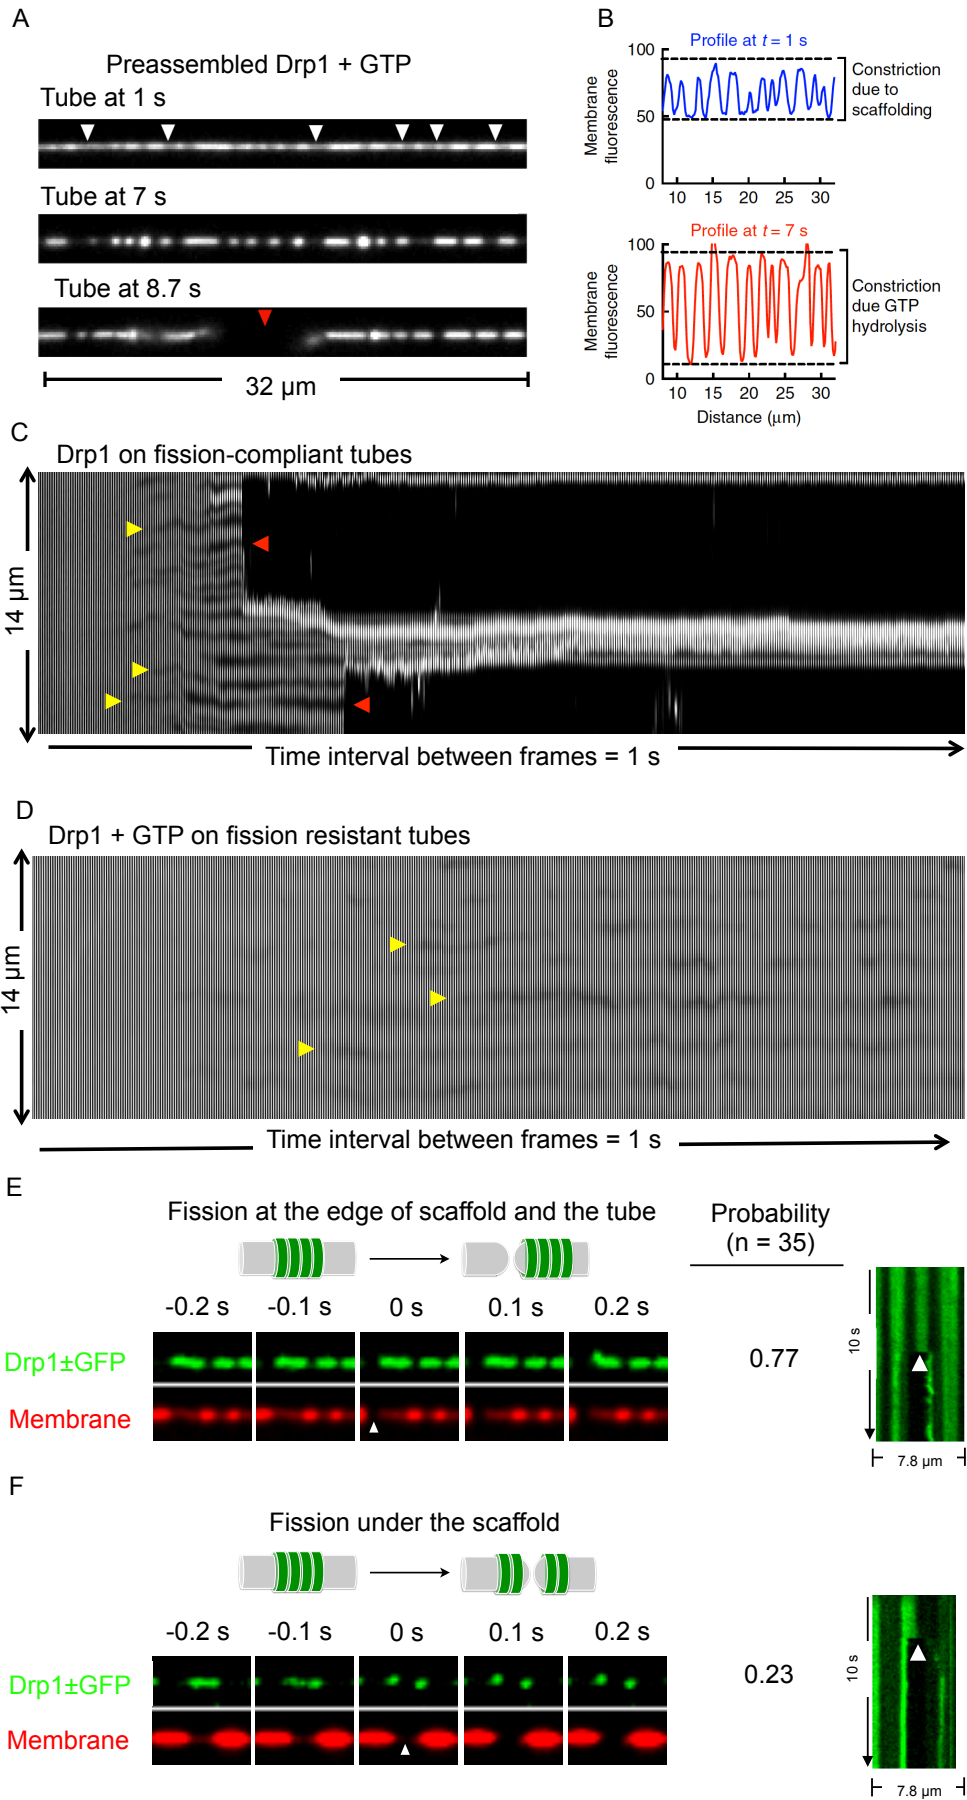 A
Preassembled Drp1 + GTP
Tube at 1 s
Tube at 7 s
Tube at 8.7 s
32 µm
B
Profile at t = 1 s
100
50
0
Membrane
fluorescence
10 15 20 25 30
Constriction
due to
scaffolding
Profile at t = 7 s
100
50
0
Membrane
fluorescence
10 15 20 25 30
Distance (µm)
Constriction
due GTP
hydrolysis
C
Drp1 on fission-compliant tubes
14 µm
Time interval between frames = 1 s
D
Drp1 + GTP on fission resistant tubes
14 µm
Time interval between frames = 1 s
E
Fission at the edge of scaffold and the tube
Probability
(n = 35)
-0.2 s -0.1 s 0 s 0.1 s 0.2 s
Drp1±GFP
Membrane
0.77
10 s
7.8 µm
F
Fission under the scaffold
-0.2 s -0.1 s 0 s 0.1 s 0.2 s
Drp1±GFP
Membrane
0.23
10 s
7.8 µm